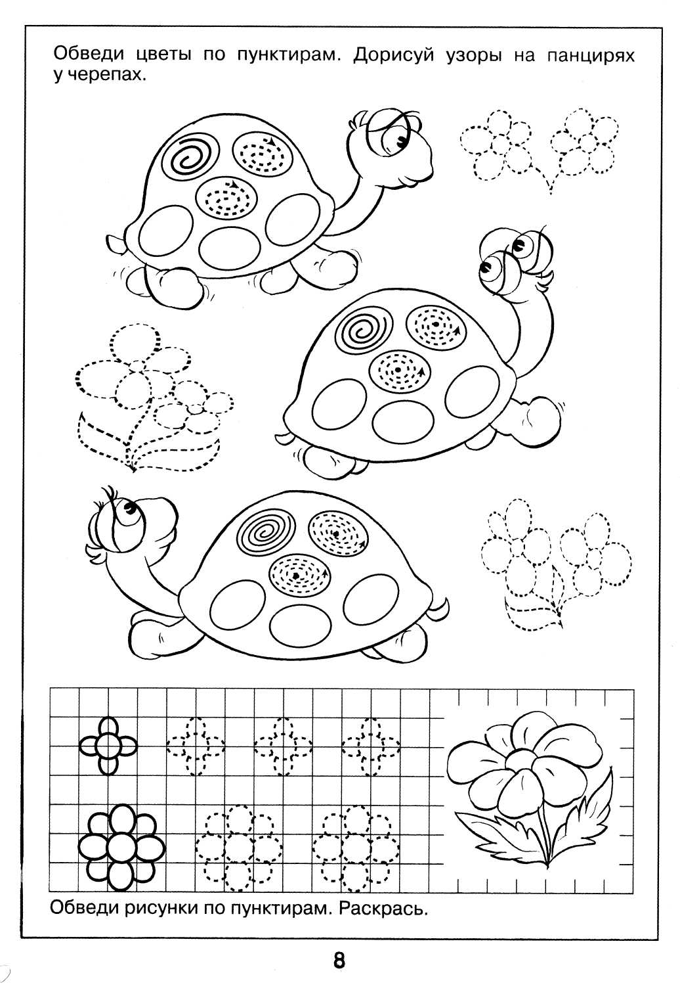 Обведи цветы по пунктирам. Дорисуй узоры на панцирях
у черепах.
Обведи рисунки по пунктирам. Раскрась.
8